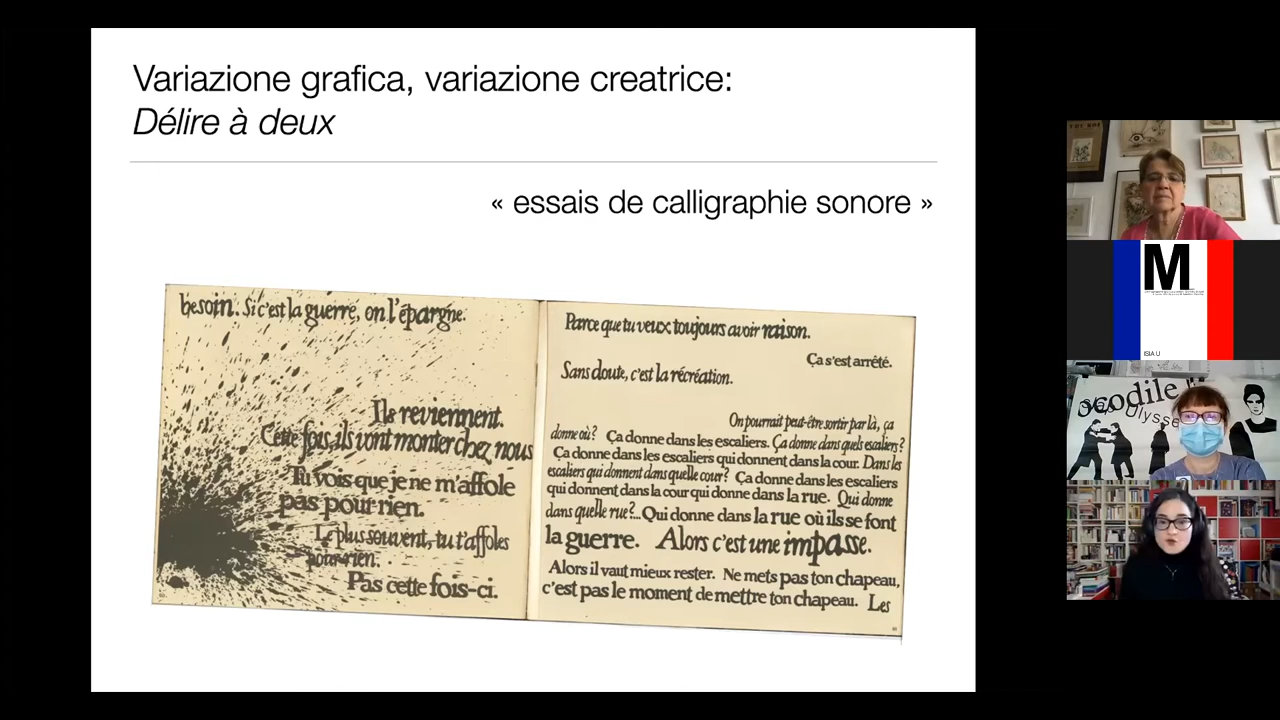 Variazione grafica, variazione creatrice:
Délire à deux
« essais de calligraphie sonore »
besoin. Si c'est la guerre, on l'épargne.
Ils reviennent.
Cette fois, ils vont monter chez nous
Tu vois que je ne m'affole
pas pour rien.
Le plus souvent, tu t'affoles
pour rien.
Pas cette fois-ci.
Parce que tu veux toujours avoir raison.
Ça s'est arrêté.
Sans doute, c'est la récréation.
On pourrait peut-être sortir par là, ça
donne où? Ça donne dans les escaliers. Ça donne dans quels escaliers?
Ça donne dans les escaliers qui donnent dans la cour. Dans les
escaliers qui donnent dans quelle cour? Ça donne dans les escaliers
qui donnent dans la cour qui donne dans la rue. Qui donne
dans quelle rue?... Qui donne dans la rue où ils se font
la guerre. Alors c'est une impasse.
Alors il vaut mieux rester. Ne mets pas ton chapeau,
c'est pas le moment de mettre ton chapeau. Les
M
ISIA U
ocodile
Ulysse